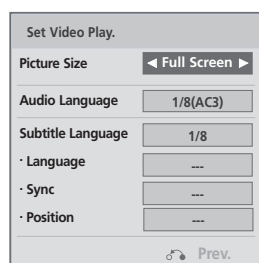 Set Video Play.
Picture Size ◀ Full Screen ▶
Audio Language 1/8(AC3)
Subtitle Language 1/8
· Language ---
· Sync ---
· Position ---
Prev.